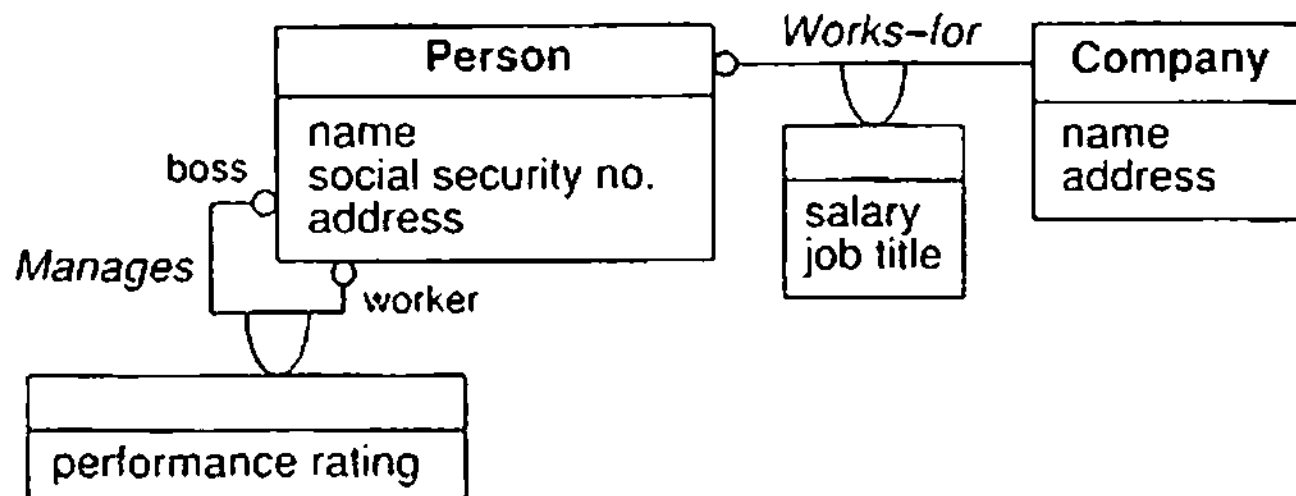 Works-for
Person
Company
name
social security no.
address
name
address
boss
salary
job title
Manages
worker
performance rating